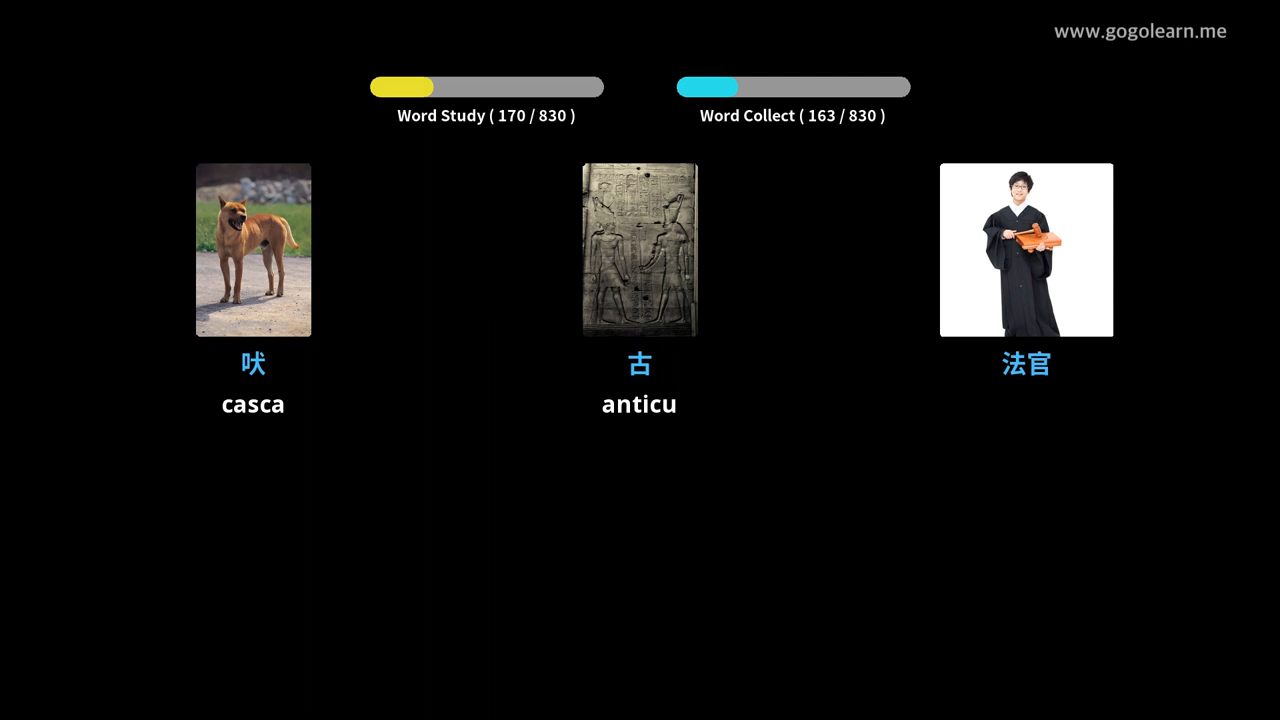 www.gogolearn.me
Word Study ( 170 / 830 )
Word Collect ( 163 / 830 )
吠
古
法官
casca
anticu